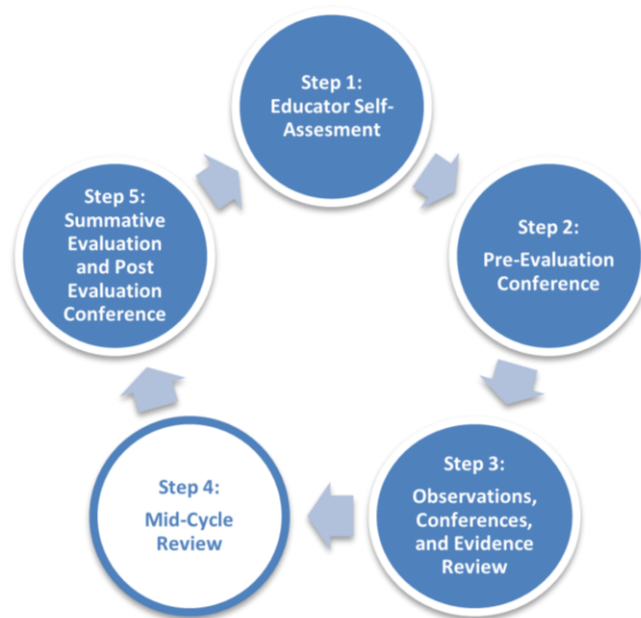 Step 1:
Educator Self-
Assesment
Step 2:
Pre-Evaluation
Conference
Step 3:
Observations,
Conferences,
and Evidence
Review
Step 4:
Mid-Cycle
Review
Step 5:
Summative
Evaluation
and Post
Evaluation
Conference